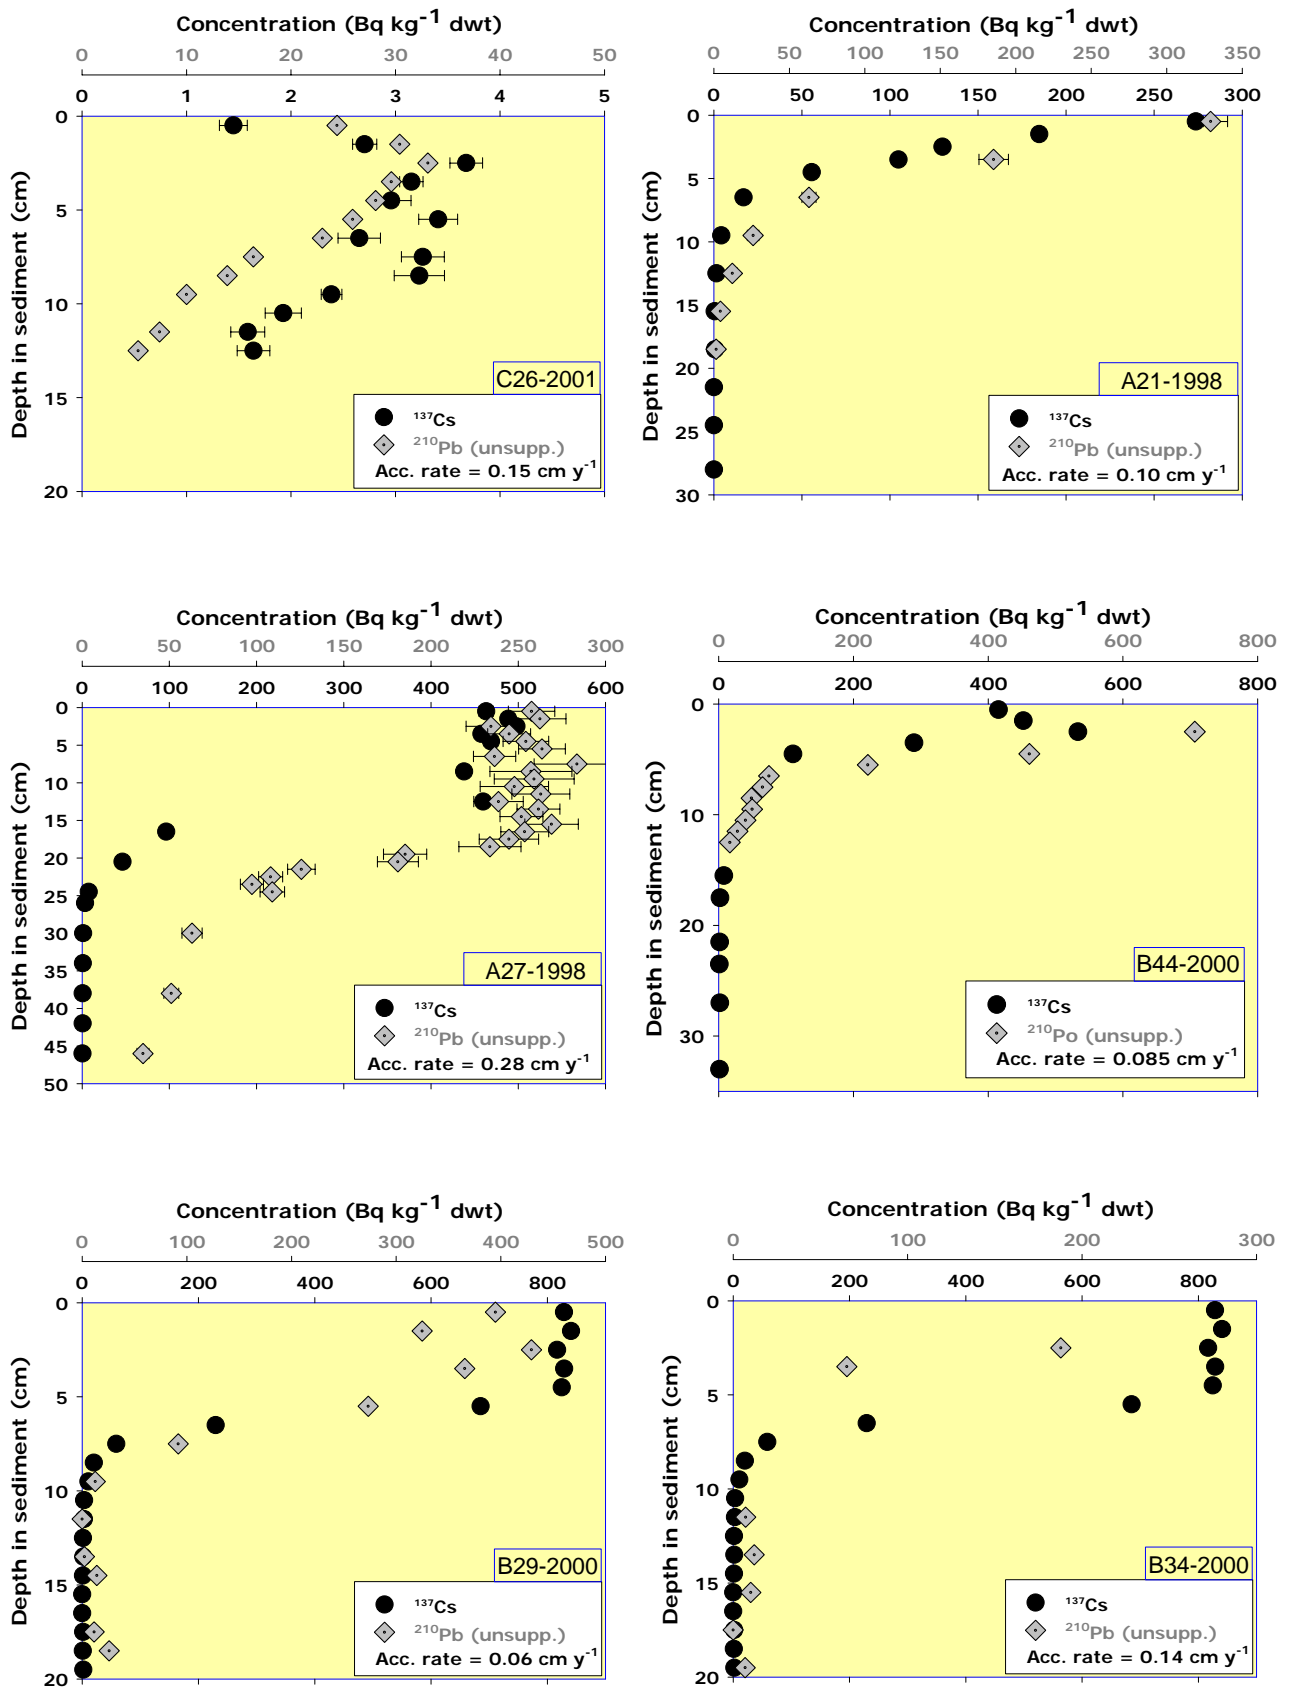 Concentration (Bq kg-1 dwt)
0 10 20 30 40 50
0 1 2 3 4 5
Depth in sediment (cm)
0
5
10
15
20
C26-2001
137Cs
210Pb (unsupp.)
Acc. rate = 0.15 cm y-1
Concentration (Bq kg-1 dwt)
0 50 100 150 200 250 300 350
0 50 100 150 200 250 300
Depth in sediment (cm)
0
5
10
15
20
25
30
A21-1998
137Cs
210Pb (unsupp.)
Acc. rate = 0.10 cm y-1
Concentration (Bq kg-1 dwt)
0 50 100 150 200 250 300
0 100 200 300 400 500 600
Depth in sediment (cm)
0
5
10
15
20
25
30
35
40
45
50
A27-1998
137Cs
210Pb (unsupp.)
Acc. rate = 0.28 cm y-1
Concentration (Bq kg-1 dwt)
0 200 400 600 800
0 200 400 600 800
Depth in sediment (cm)
0
10
20
30
B44-2000
137Cs
210Po (unsupp.)
Acc. rate = 0.085 cm y-1
Concentration (Bq kg-1 dwt)
0 100 200 300 400 500
0 200 400 600 800
Depth in sediment (cm)
0
5
10
15
20
B29-2000
137Cs
210Pb (unsupp.)
Acc. rate = 0.06 cm y-1
Concentration (Bq kg-1 dwt)
0 100 200 300
0 200 400 600 800
Depth in sediment (cm)
0
5
10
15
20
B34-2000
137Cs
210Pb (unsupp.)
Acc. rate = 0.14 cm y-1